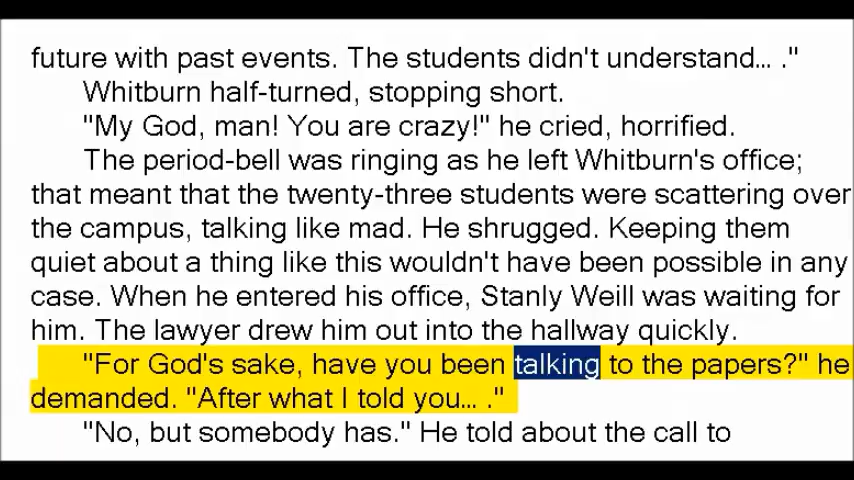 future with past events. The students didn't understand... ."
Whitburn half-turned, stopping short.
"My God, man! You are crazy!" he cried, horrified.
The period-bell was ringing as he left Whitburn's office;
that meant that the twenty-three students were scattering over
the campus, talking like mad. He shrugged. Keeping them
quiet about a thing like this wouldn't have been possible in any
case. When he entered his office, Stanly Weill was waiting for
him. The lawyer drew him out into the hallway quickly.
"For God's sake, have you been talking to the papers?" he
demanded. "After what I told you... ."
"No, but somebody has." He told about the call to